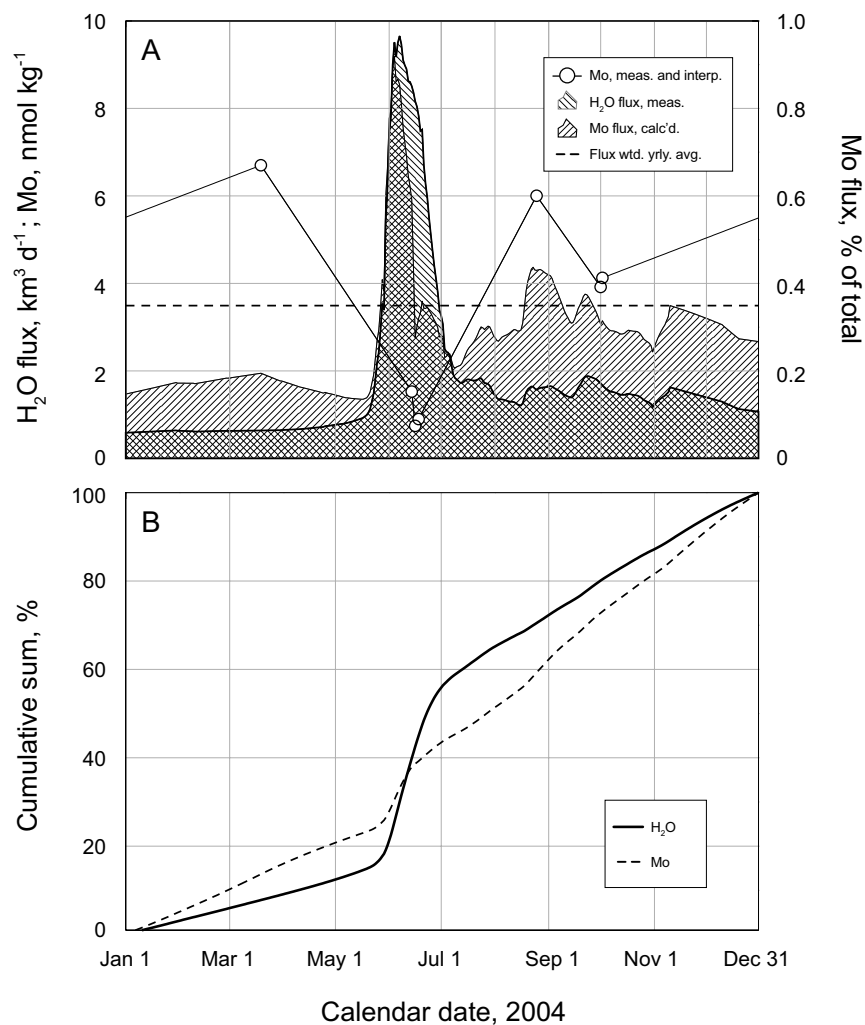 A
10
8
6
4
2
0
H₂O flux, km³ d⁻¹ ; Mo, nmol kg⁻¹
1.0
0.8
0.6
0.4
0.2
0
Mo flux, % of total
Mo, meas. and interp.
H₂O flux, meas.
Mo flux, calc'd.
Flux wtd. yrly. avg.
B
100
80
60
40
20
0
Cumulative sum, %
H₂O
Mo
Jan 1 Mar 1 May 1 Jul 1 Sep 1 Nov 1 Dec 31
Calendar date, 2004